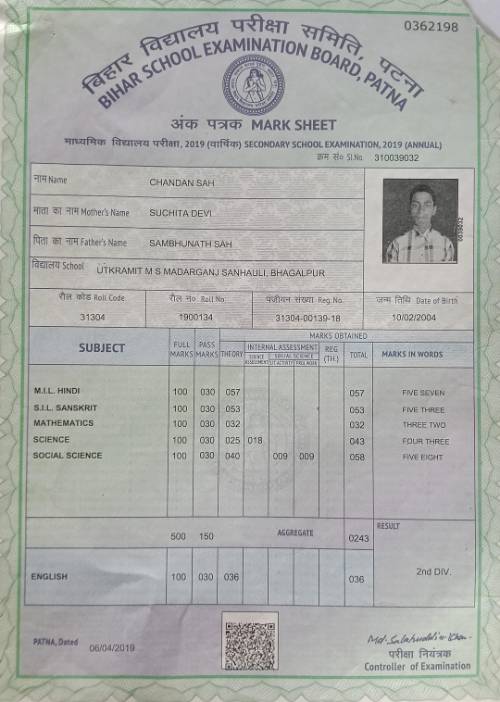 0362198
बिहार विद्यालय परीक्षा समिति, पटना
BIHAR SCHOOL EXAMINATION BOARD, PATNA
अंक पत्रक MARK SHEET
माध्यमिक विद्यालय परीक्षा, 2019 (वार्षिक) SECONDARY SCHOOL EXAMINATION, 2019 (ANNUAL)
क्रम सं० Sl.No. 310039032
नाम Name CHANDAN SAH
माता का नाम Mother's Name SUCHITA DEVI
पिता का नाम Father's Name SAMBHUNATH SAH
विद्यालय School UTKRAMIT M S MADARGANJ SANHAULI, BHAGALPUR
रौल कोड Roll Code रौल न० Roll No. पंजीयन संख्या Reg.No. जन्म तिथि Date of Birth
31304 1900134 31304-00139-18 10/02/2004
SUBJECT FULL MARKS PASS MARKS THEORY MARKS OBTAINED INTERNAL ASSESSMENT SOCIAL SCIENCE REG (TH.) TOTAL MARKS IN WORDS
M.I.L. HINDI 100 030 057 057 FIVE SEVEN
S.I.L. SANSKRIT 100 030 053 053 FIVE THREE
MATHEMATICS 100 030 032 032 THREE TWO
SCIENCE 100 030 025 018 043 FOUR THREE
SOCIAL SCIENCE 100 030 040 009 009 058 FIVE EIGHT
500 150 AGGREGATE 0243 RESULT
ENGLISH 100 030 036 036 2nd DIV.
PATNA, Dated 06/04/2019
परीक्षा नियंत्रक
Controller of Examination